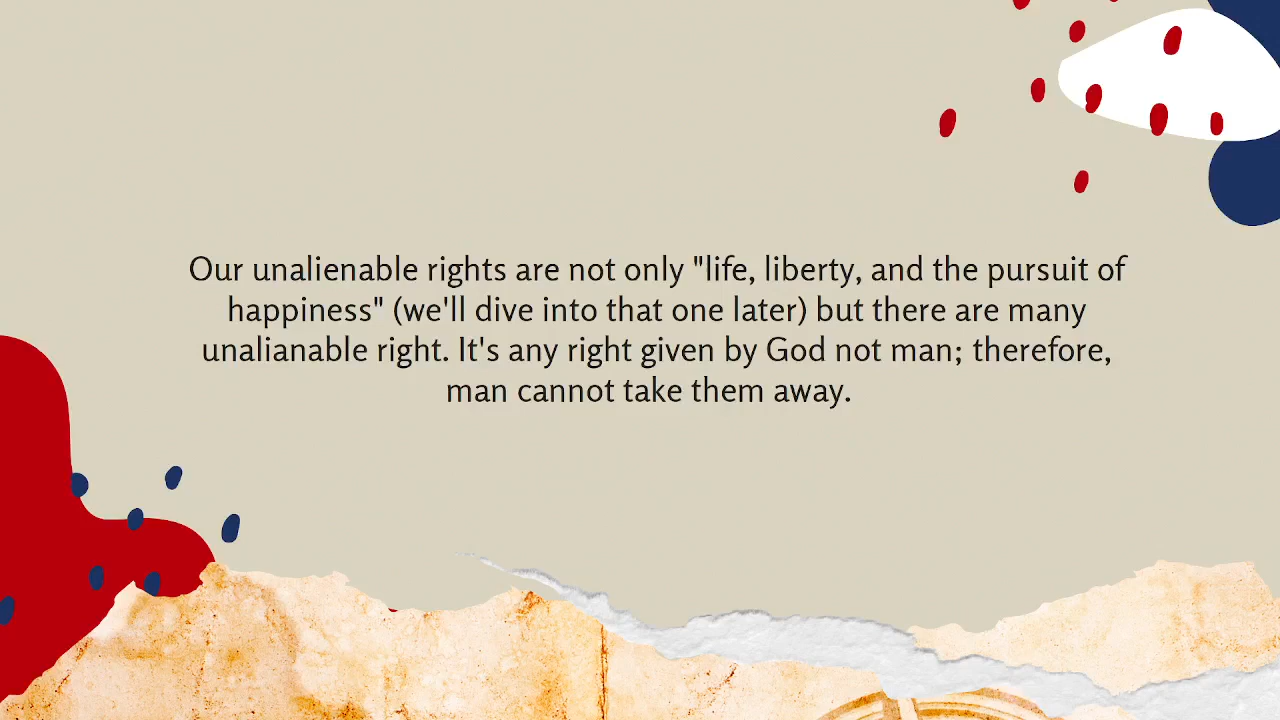 Our unalienable rights are not only "life, liberty, and the pursuit of
happiness" (we'll dive into that one later) but there are many
unalianable right. It's any right given by God not man; therefore,
man cannot take them away.